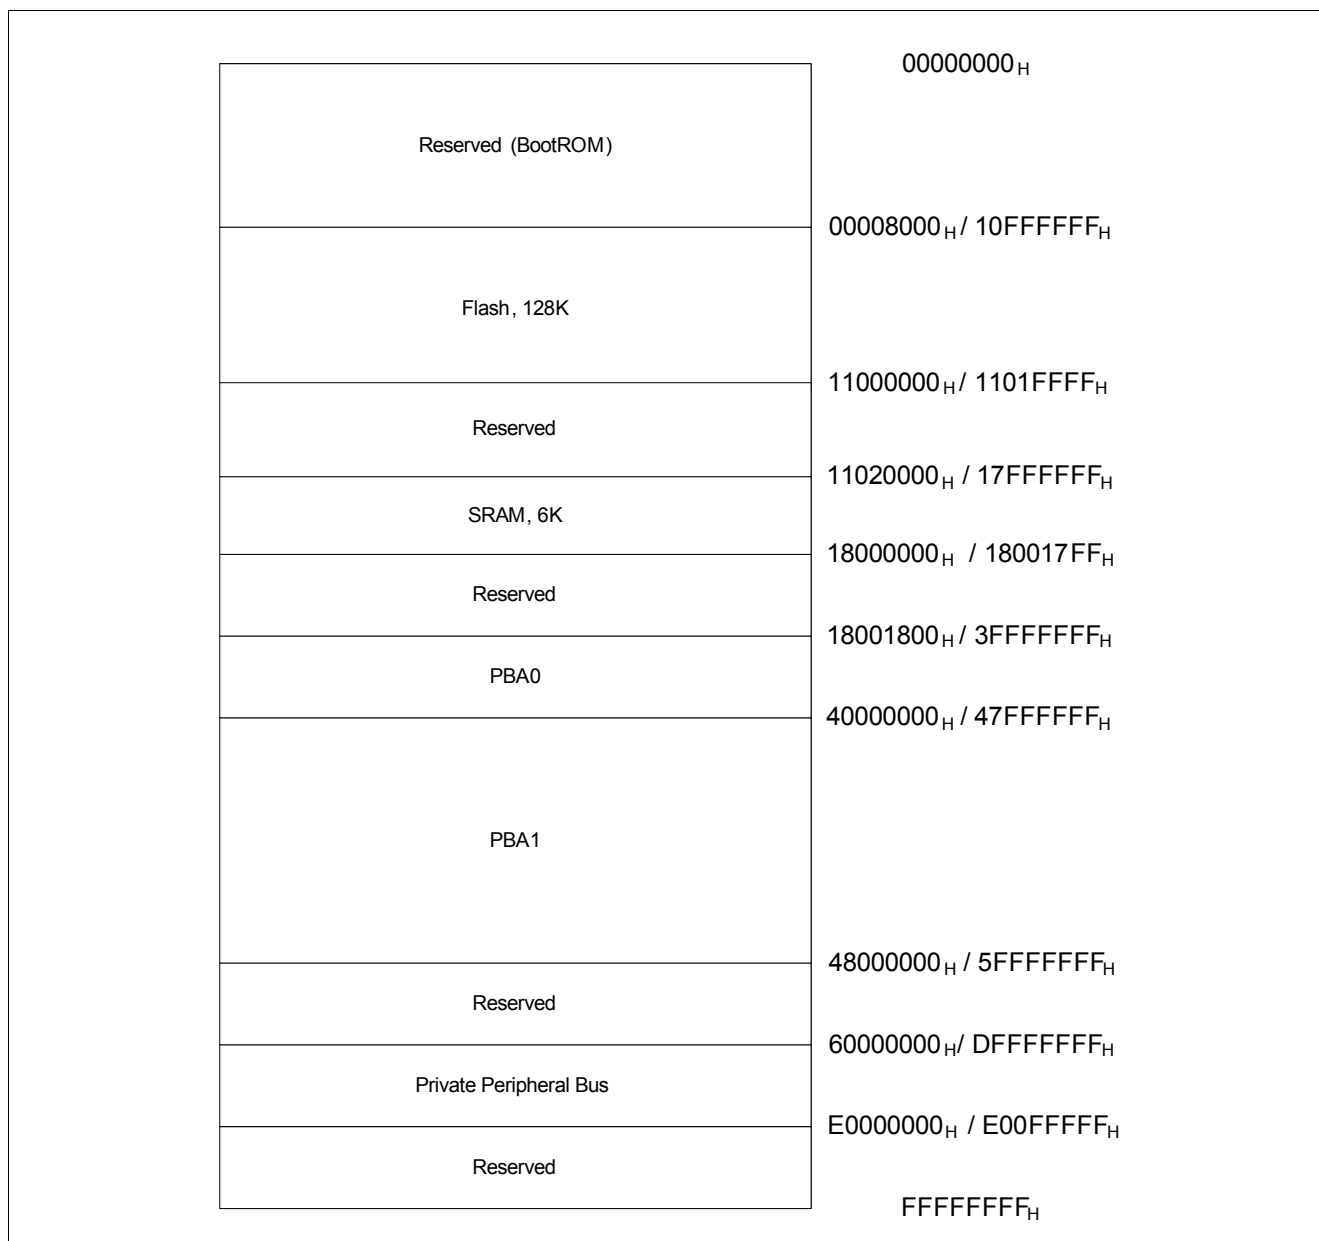 00000000H
Reserved (BootROM)
00008000H / 10FFFFFFH
Flash, 128K
11000000H / 1101FFFFH
Reserved
11020000H / 17FFFFFFH
SRAM, 6K
18000000H / 180017FFH
Reserved
18001800H / 3FFFFFFFH
PBA0
40000000H / 47FFFFFFH
PBA1
48000000H / 5FFFFFFFH
Reserved
60000000H/ DFFFFFFFH
Private Peripheral Bus
E0000000H / E00FFFFFH
Reserved
FFFFFFFFH